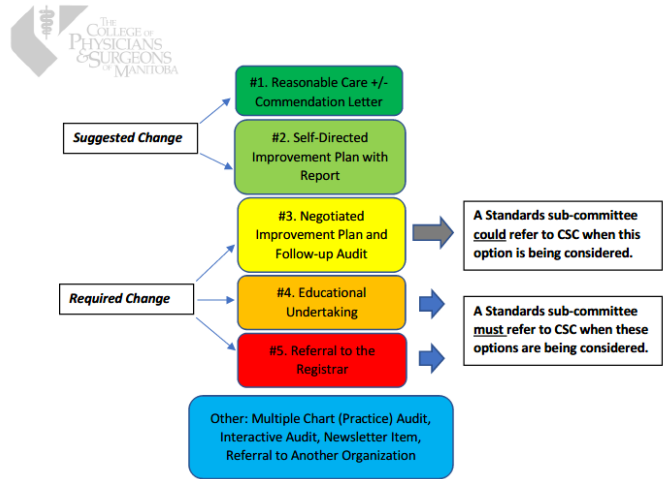 THE
COLLEGE OF
PHYSICIANS
&SURGEONS
OF MANITOBA
#1. Reasonable Care +/-
Commendation Letter
Suggested Change
#2. Self-Directed
Improvement Plan with
Report
#3. Negotiated
Improvement Plan and
Follow-up Audit
A Standards sub-committee
could refer to CSC when this
option is being considered.
Required Change
#4. Educational
Undertaking
A Standards sub-committee
must refer to CSC when these
options are being considered.
#5. Referral to the
Registrar
Other: Multiple Chart (Practice) Audit,
Interactive Audit, Newsletter Item,
Referral to Another Organization